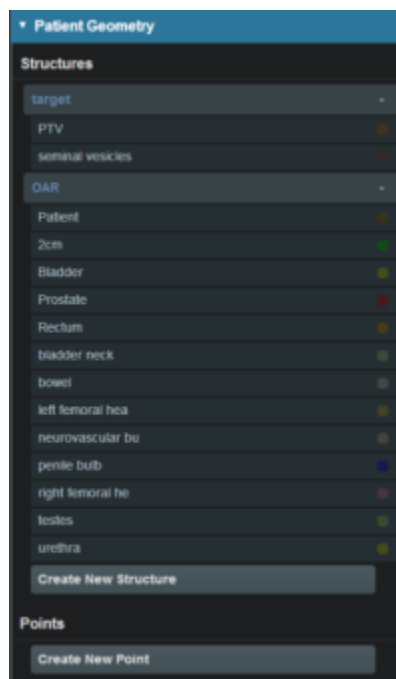 Patient Geometry
Structures
target
PTV
seminal vesicles
OAR
Patient
2cm
Bladder
Prostate
Rectum
bladder neck
bowel
left femoral hea
neurovascular bu
penile bulb
right femoral he
testes
urethra
Create New Structure
Points
Create New Point